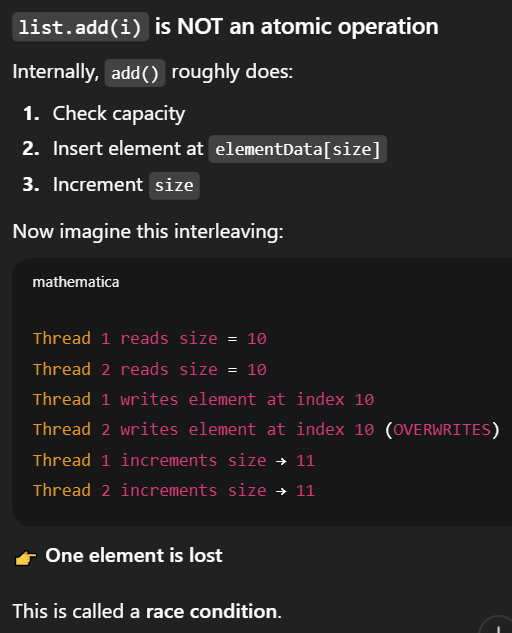 list.add(i) is NOT an atomic operation
Internally, add() roughly does:
1. Check capacity
2. Insert element at elementData[size]
3. Increment size
Now imagine this interleaving:
mathematica
Thread 1 reads size = 10
Thread 2 reads size = 10
Thread 1 writes element at index 10
Thread 2 writes element at index 10 (OVERWRITES)
Thread 1 increments size → 11
Thread 2 increments size → 11
👉 One element is lost
This is called a race condition.